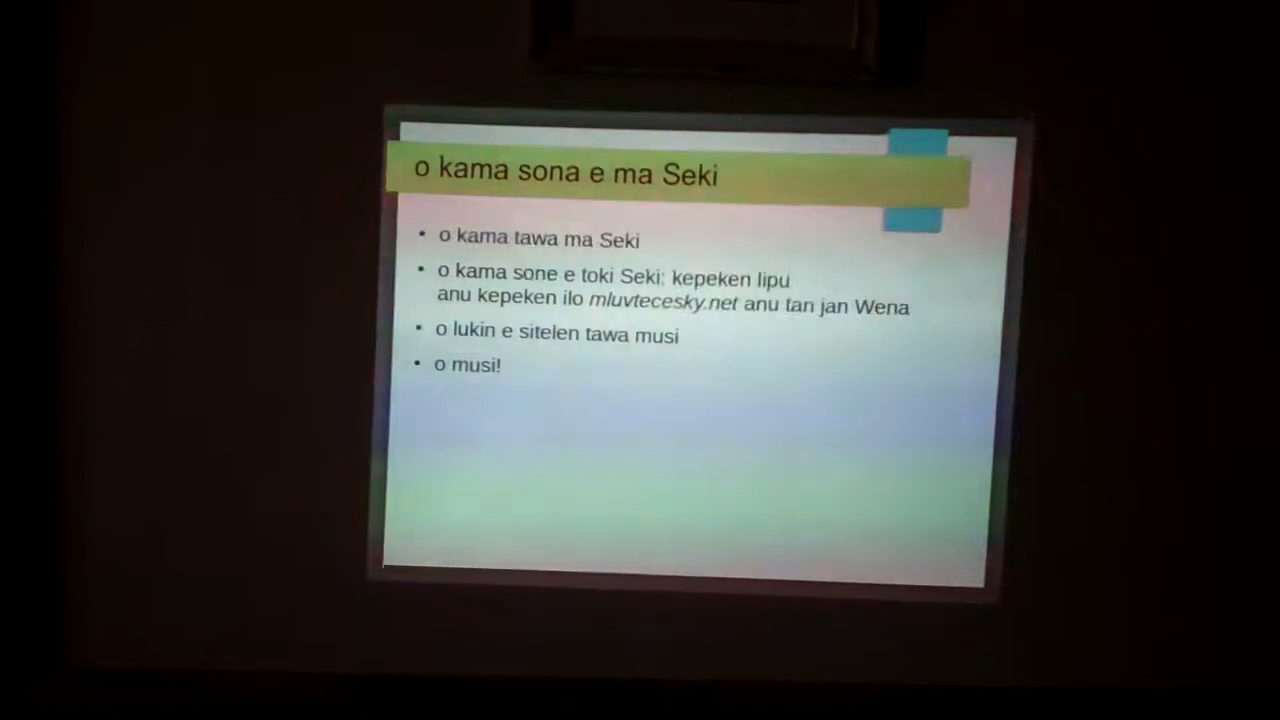 o kama sona e ma Seki
• o kama tawa ma Seki
• o kama sone e toki Seki: kepeken lipu
anu kepeken ilo mluvtecesky.net anu tan jan Wena
• o lukin e sitelen tawa musi
• o musi!